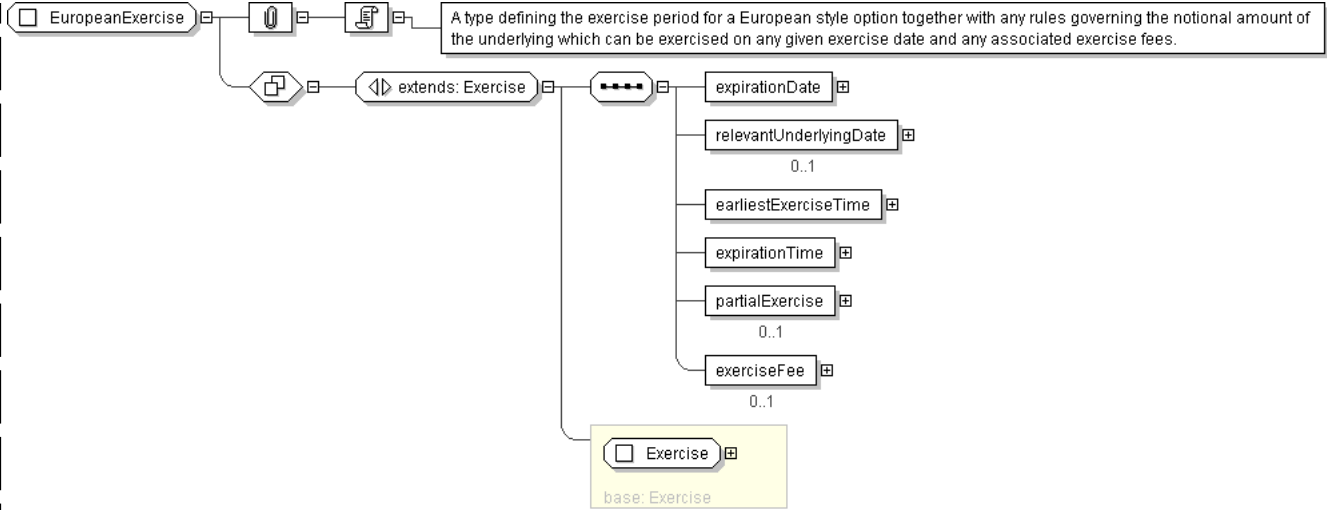 EuropeanExercise
A type defining the exercise period for a European style option together with any rules governing the notional amount of
the underlying which can be exercised on any given exercise date and any associated exercise fees.
extends: Exercise
expirationDate
relevantUnderlyingDate
0..1
earliestExerciseTime
expirationTime
partialExercise
0..1
exerciseFee
0..1
Exercise
base: Exercise